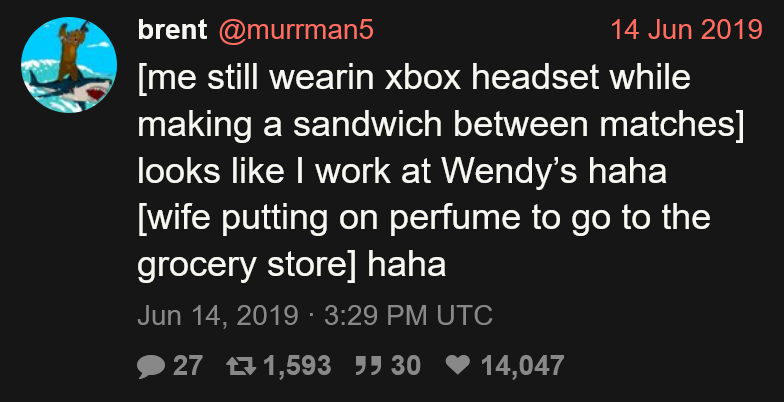 brent @murrman5 14 Jun 2019
[me still wearin xbox headset while
making a sandwich between matches]
looks like I work at Wendy’s haha
[wife putting on perfume to go to the
grocery store] haha
Jun 14, 2019 · 3:29 PM UTC
27 1,593 30 14,047